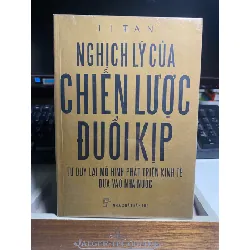 LI TAN
NGHỊCH LÝ CỦA
CHIẾN LƯỢC
ĐUỔI KỊP
TƯ DUY LẠI MÔ HÌNH PHÁT TRIỂN KINH TẾ
DỰA VÀO NHÀ NƯỚC